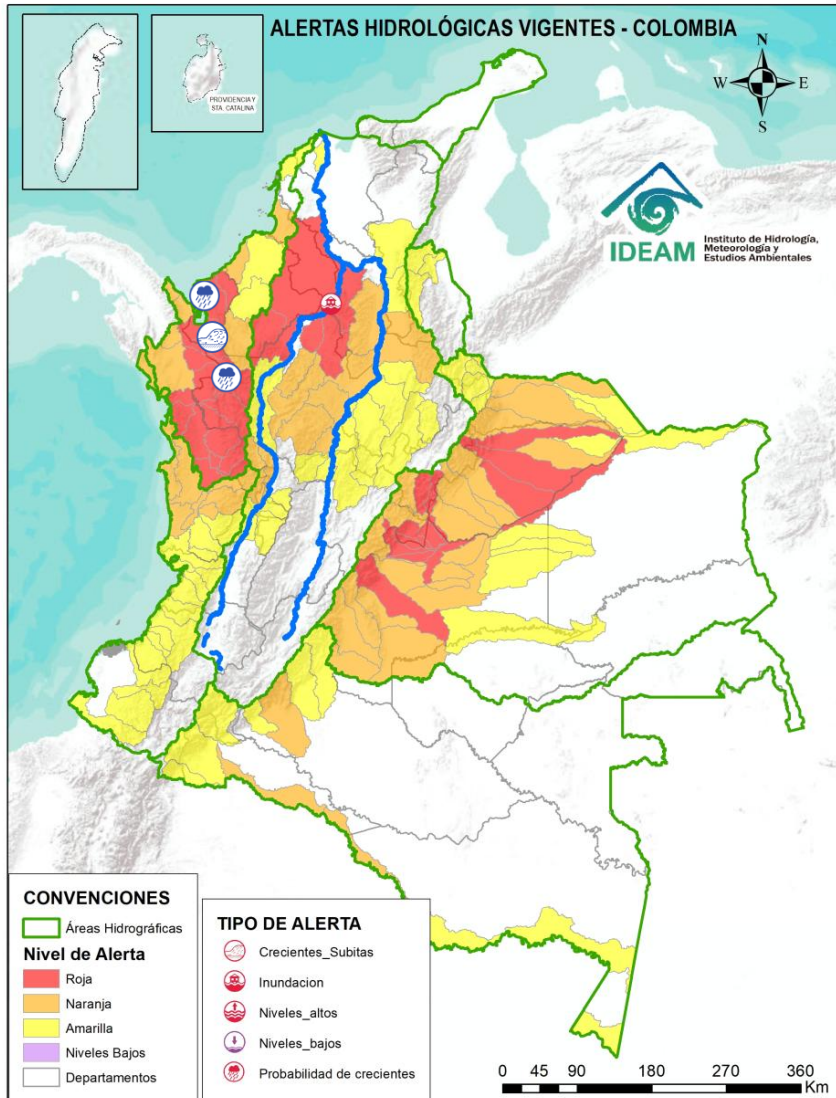 ALERTAS HIDROLÓGICAS VIGENTES - COLOMBIA
PROVIDENCIA Y
STA. CATALINA
N
W
E
S
IDEAM
Instituto de Hidrología,
Meteorología y
Estudios Ambientales
CONVENCIONES
Áreas Hidrográficas
Nivel de Alerta
Roja
Naranja
Amarilla
Niveles Bajos
Departamentos
TIPO DE ALERTA
Crecientes_Subitas
Inundacion
Niveles_altos
Niveles_bajos
Probabilidad de crecientes
0 45 90 180 270 360
Km